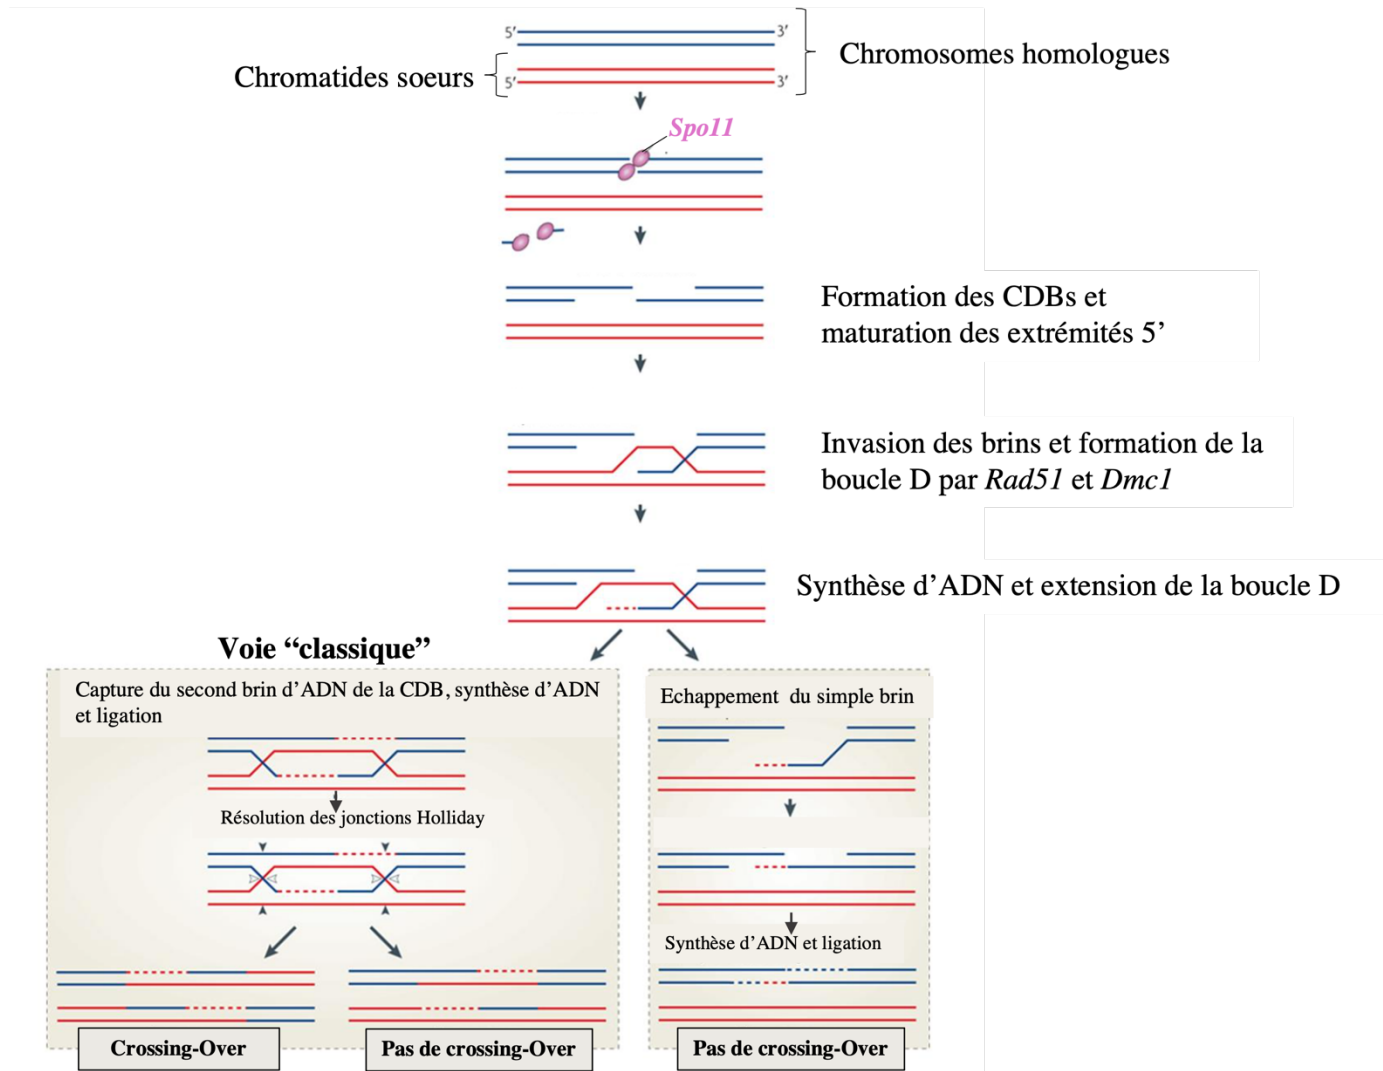 5′ 3′
Chromosomes homologues
Chromatides soeurs
5′ 3′
Spo11
Formation des CDBs et
maturation des extrémités 5’
Invasion des brins et formation de la
boucle D par Rad51 et Dmc1
Synthèse d’ADN et extension de la boucle D
Voie “classique”
Capture du second brin d’ADN de la CDB, synthèse d’ADN
et ligation
Résolution des jonctions Holliday
Crossing-Over
Pas de crossing-Over
Echappement du simple brin
Synthèse d’ADN et ligation
Pas de crossing-Over